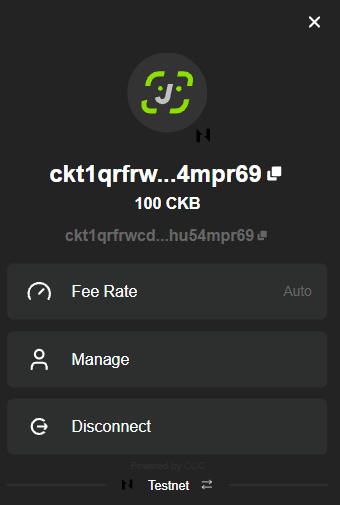 J
ckt1qrfrw...4mpr69
100 CKB
ckt1qrfrwcd...hu54mpr69
Fee Rate Auto
Manage
Disconnect
Powered by CCC
Testnet